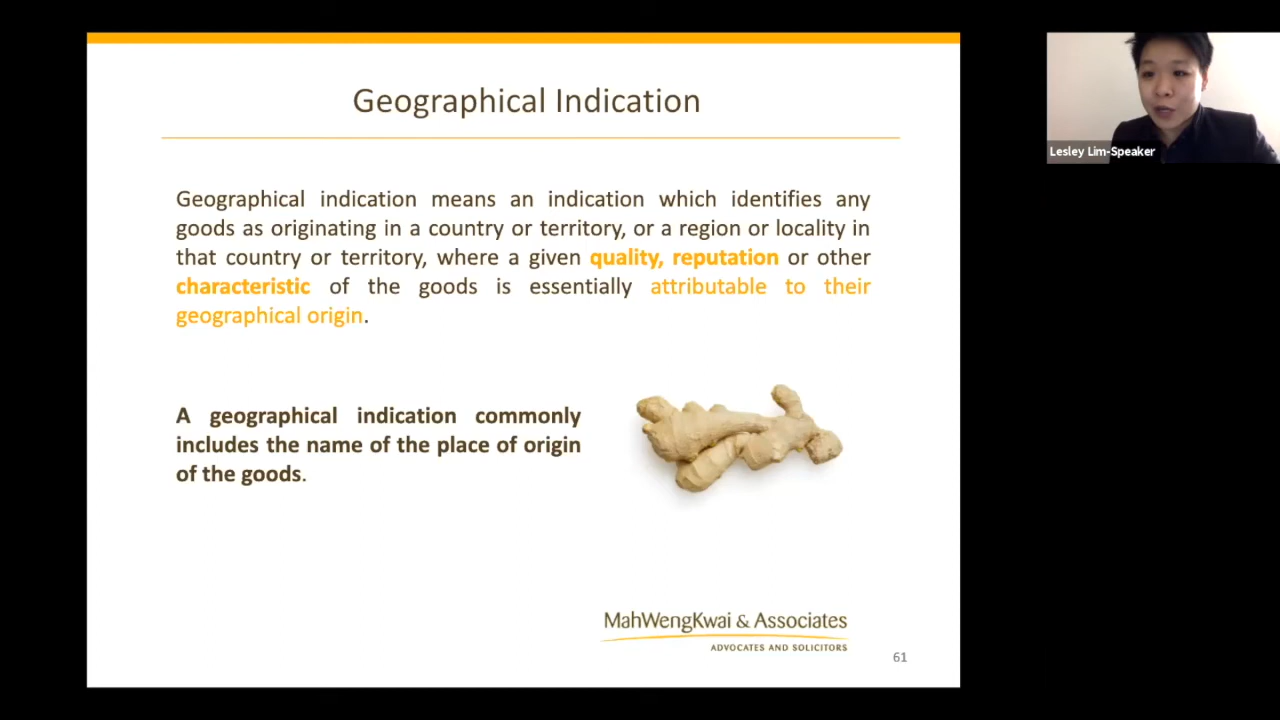 Geographical Indication
Geographical indication means an indication which identifies any
goods as originating in a country or territory, or a region or locality in
that country or territory, where a given quality, reputation or other
characteristic of the goods is essentially attributable to their
geographical origin.
A geographical indication commonly
includes the name of the place of origin
of the goods.
MahWengKwai & Associates
ADVOCATES AND SOLICITORS
61
Lesley Lim-Speaker